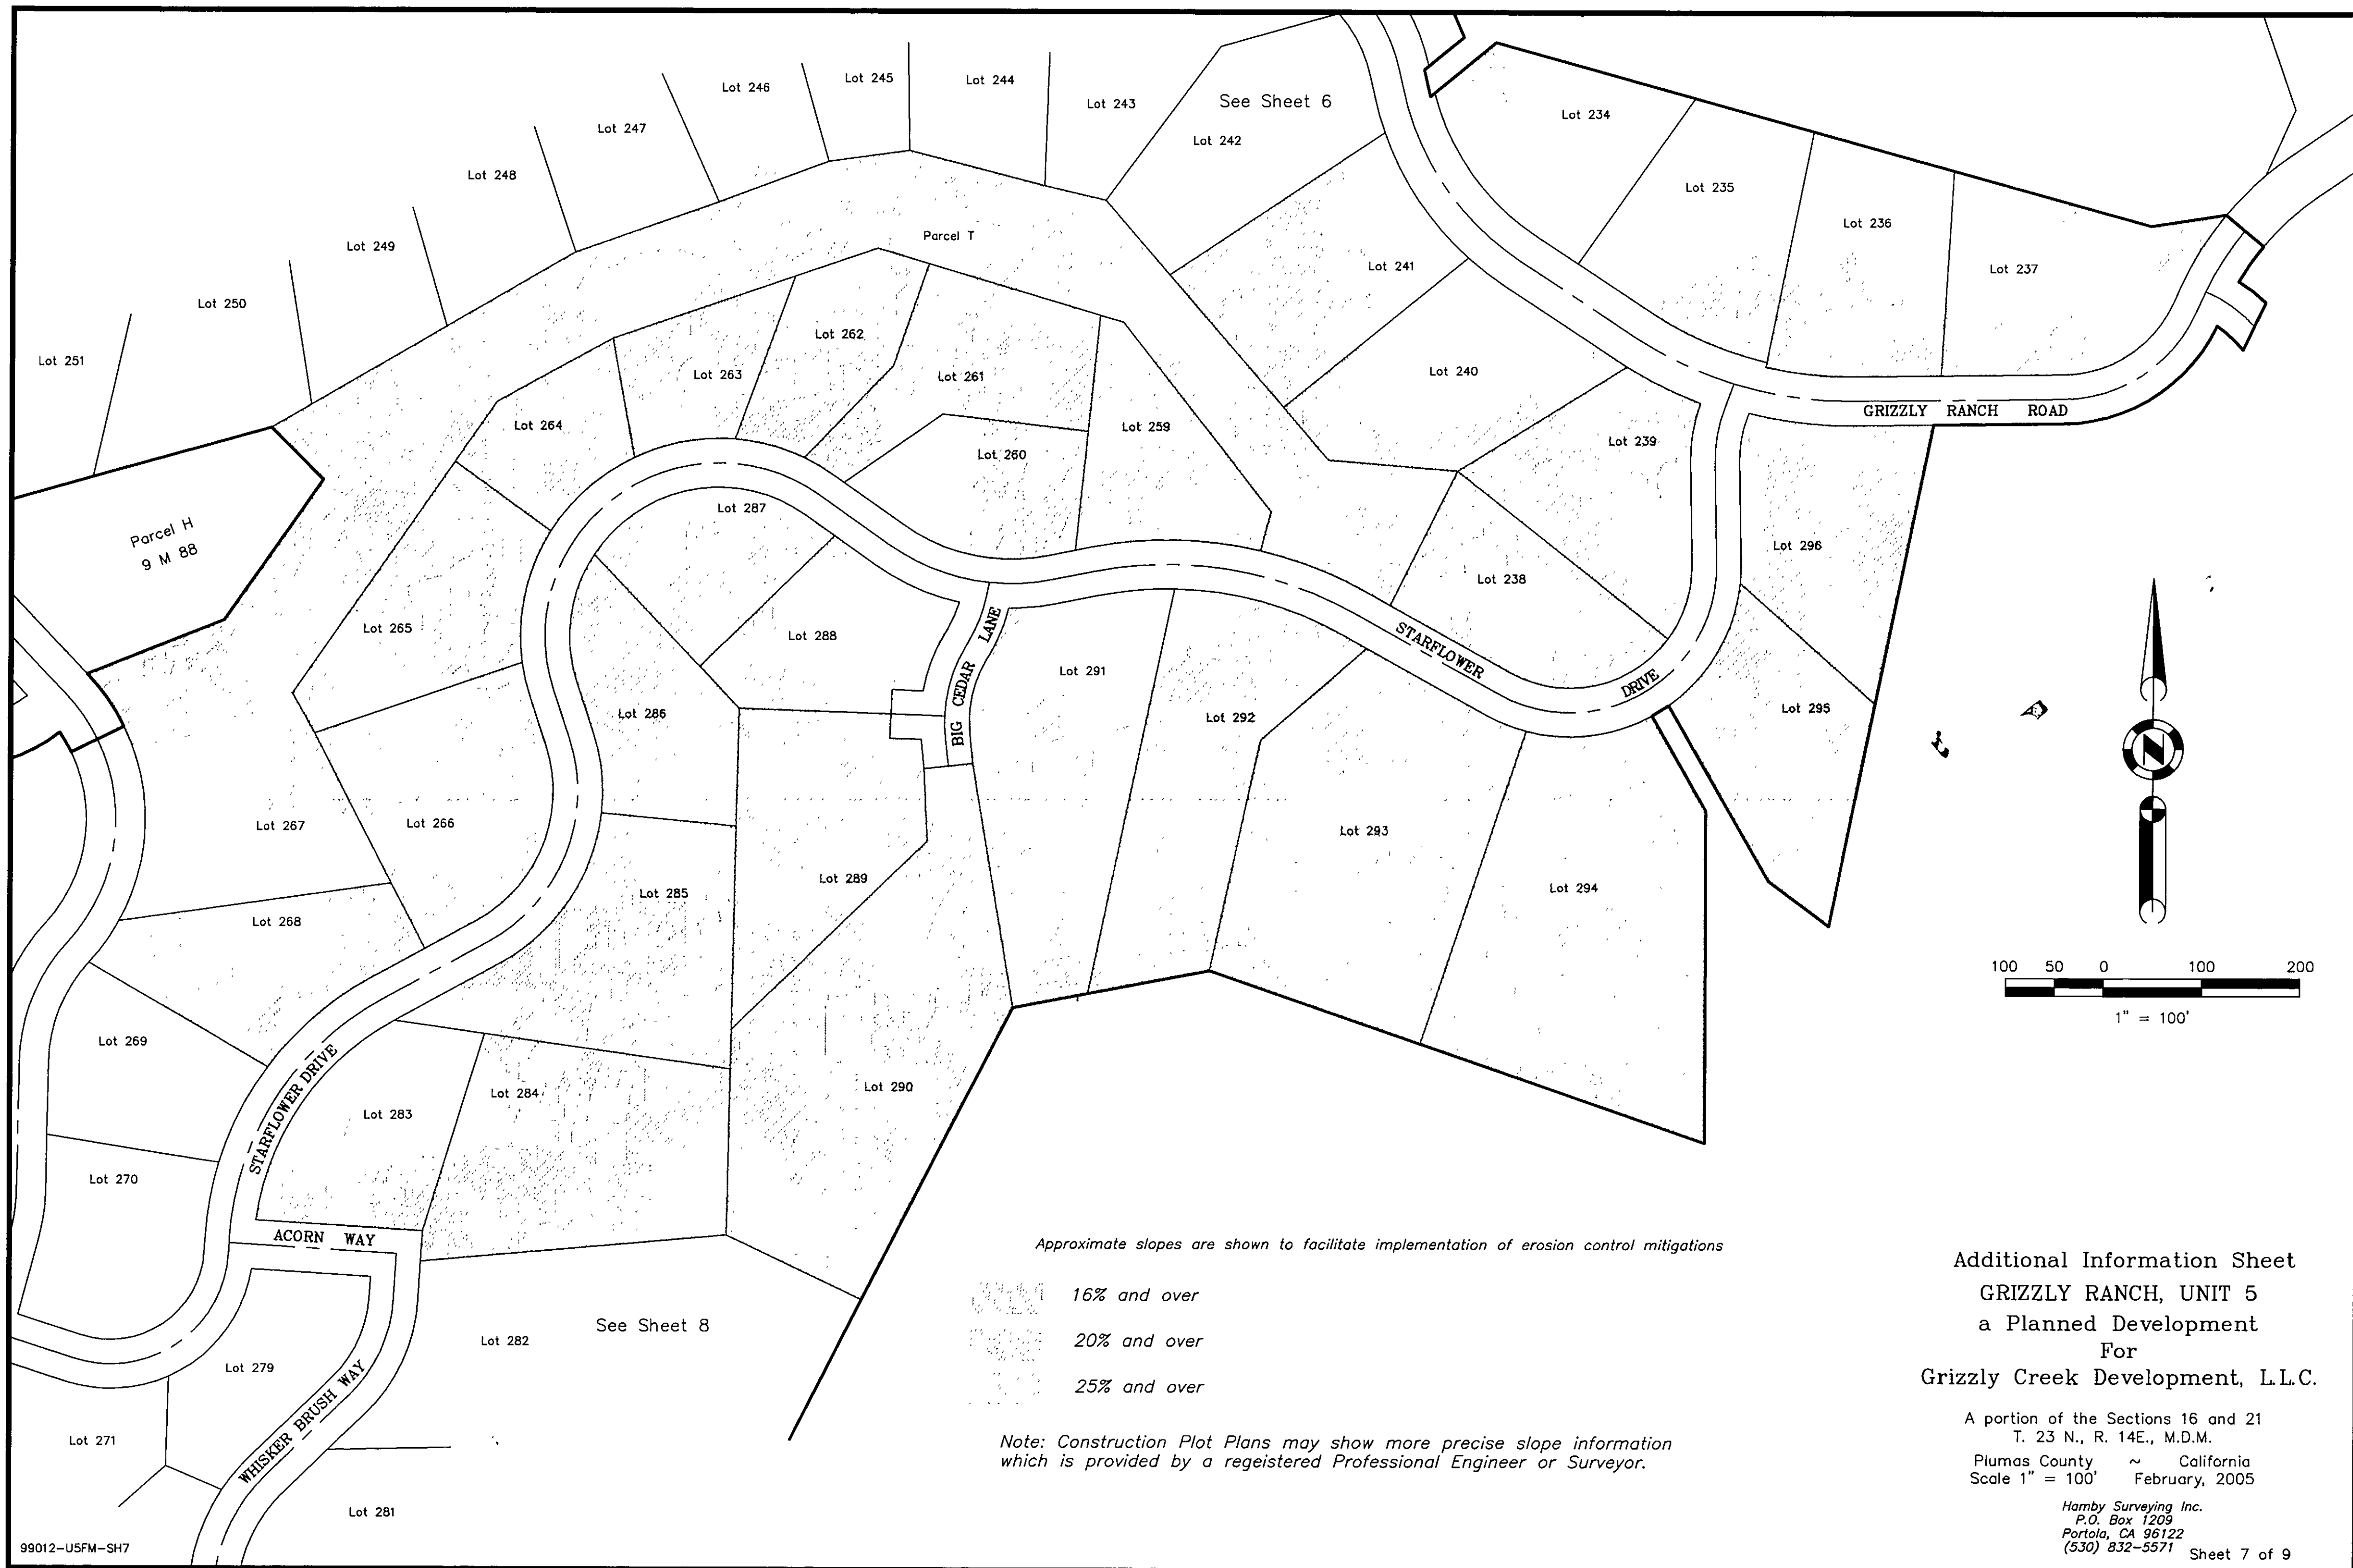 Lot 246
Lot 245
Lot 244
Lot 243
See Sheet 6
Lot 242
Lot 247
Lot 248
Lot 249
Lot 250
Lot 251
Parcel T
Lot 241
Lot 234
Lot 235
Lot 236
Lot 237
Lot 262
Lot 263
Lot 261
Lot 264
Lot 259
Lot 260
Lot 240
GRIZZLY RANCH ROAD
Lot 239
Parcel H
9 M 88
Lot 287
Lot 296
Lot 238
Lot 265
Lot 288
BIG CEDAR LANE
Lot 291
STARFLOWER
DRIVE
Lot 286
Lot 292
Lot 295
N
Lot 267
Lot 266
Lot 293
Lot 289
Lot 285
Lot 294
Lot 268
100 50 0 100 200
1" = 100'
Lot 269
Lot 290
Lot 284
Lot 283
STARFLOWER DRIVE
Lot 270
ACORN WAY
See Sheet 8
Lot 282
Lot 279
WHISKER BRUSH WAY
Lot 271
Lot 281
Approximate slopes are shown to facilitate implementation of erosion control mitigations
16% and over
20% and over
25% and over
Note: Construction Plot Plans may show more precise slope information
which is provided by a regeistered Professional Engineer or Surveyor.
Additional Information Sheet
GRIZZLY RANCH, UNIT 5
a Planned Development
For
Grizzly Creek Development, L.L.C.
A portion of the Sections 16 and 21
T. 23 N., R. 14E., M.D.M.
Plumas County ~ California
Scale 1" = 100' February, 2005
Hamby Surveying Inc.
P.O. Box 1209
Portola, CA 96122
(530) 832-5571
Sheet 7 of 9
99012-U5FM-SH7